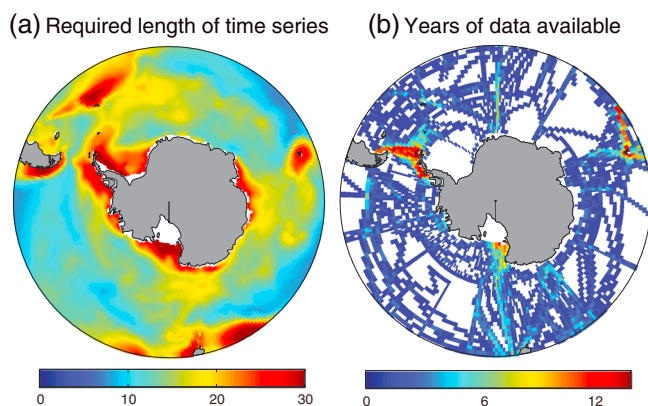 (a) Required length of time series
(b) Years of data available
0 10 20 30
0 6 12